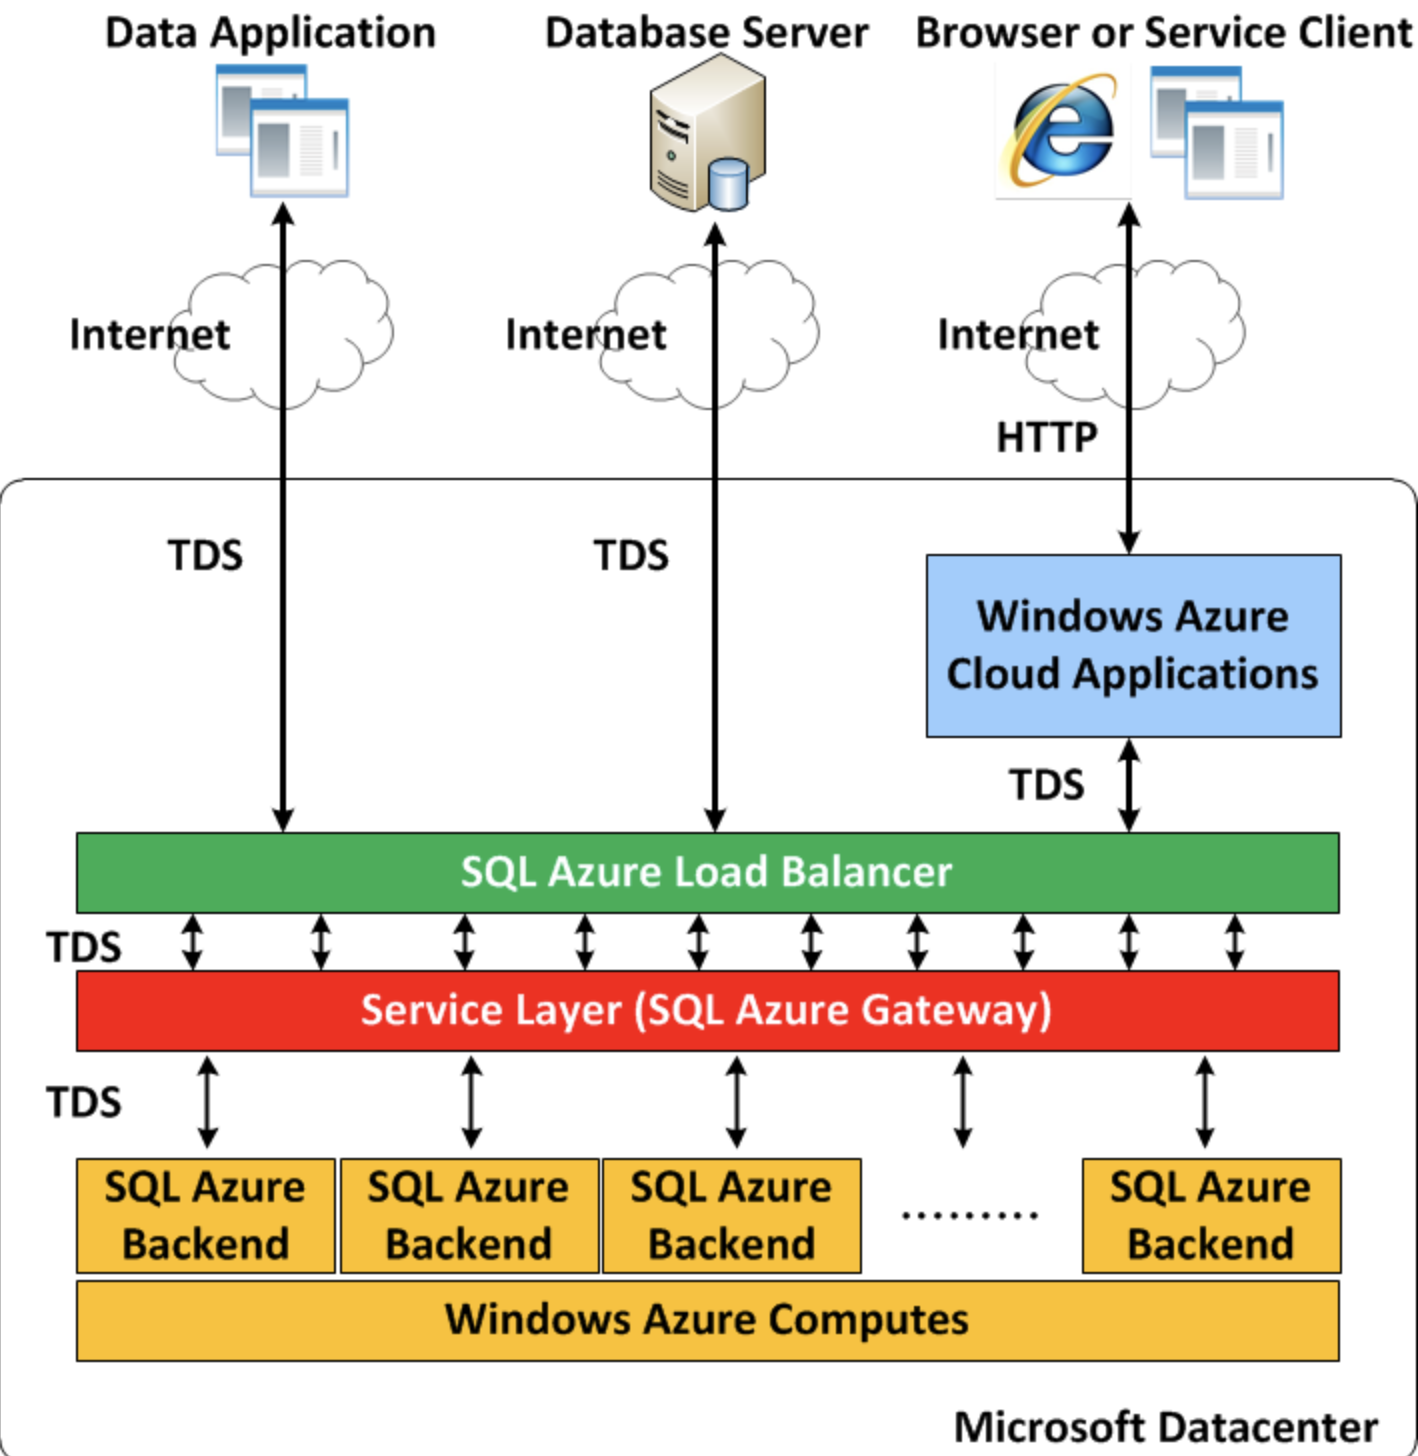 Data Application
Database Server
Browser or Service Client
Internet
Internet
Internet
HTTP
TDS
TDS
Windows Azure
Cloud Applications
TDS
SQL Azure Load Balancer
TDS
Service Layer (SQL Azure Gateway)
TDS
SQL Azure
Backend
SQL Azure
Backend
SQL Azure
Backend
.........
SQL Azure
Backend
Windows Azure Computes
Microsoft Datacenter